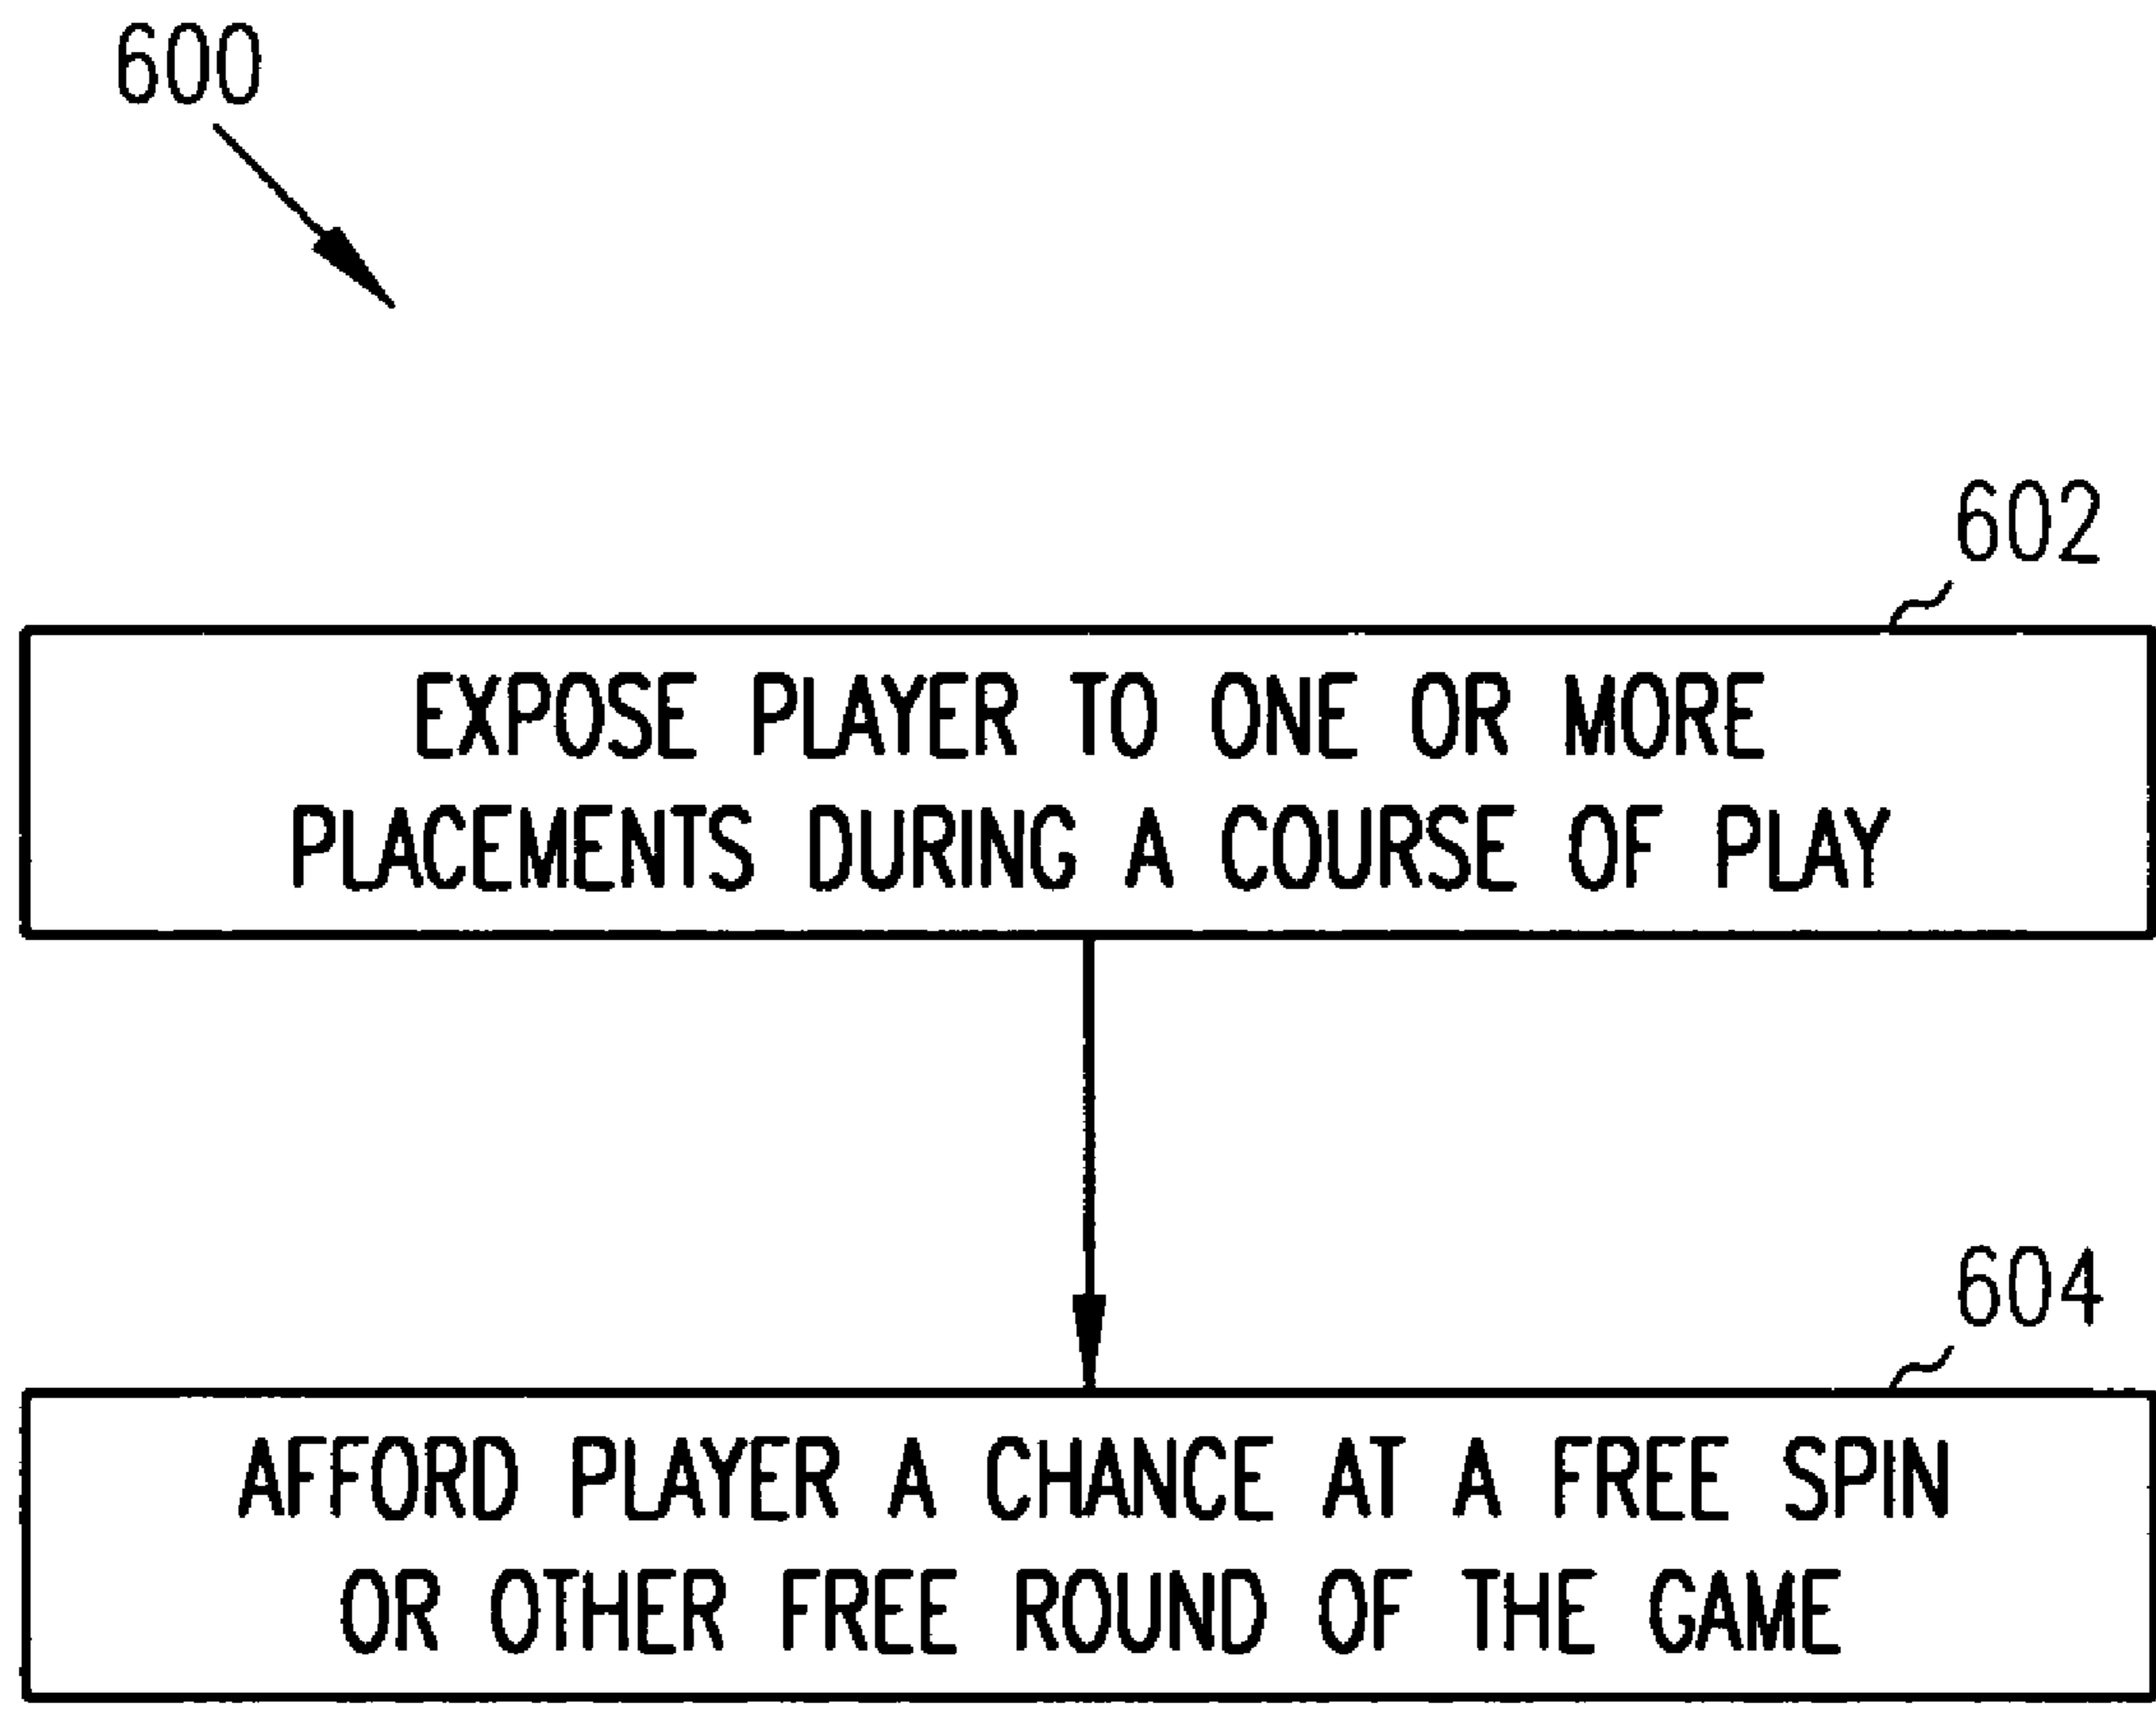 600
602
EXPOSE PLAYER TO ONE OR MORE
PLACEMENTS DURING A COURSE OF PLAY
604
AFFORD PLAYER A CHANCE AT A FREE SPIN
OR OTHER FREE ROUND OF THE GAME